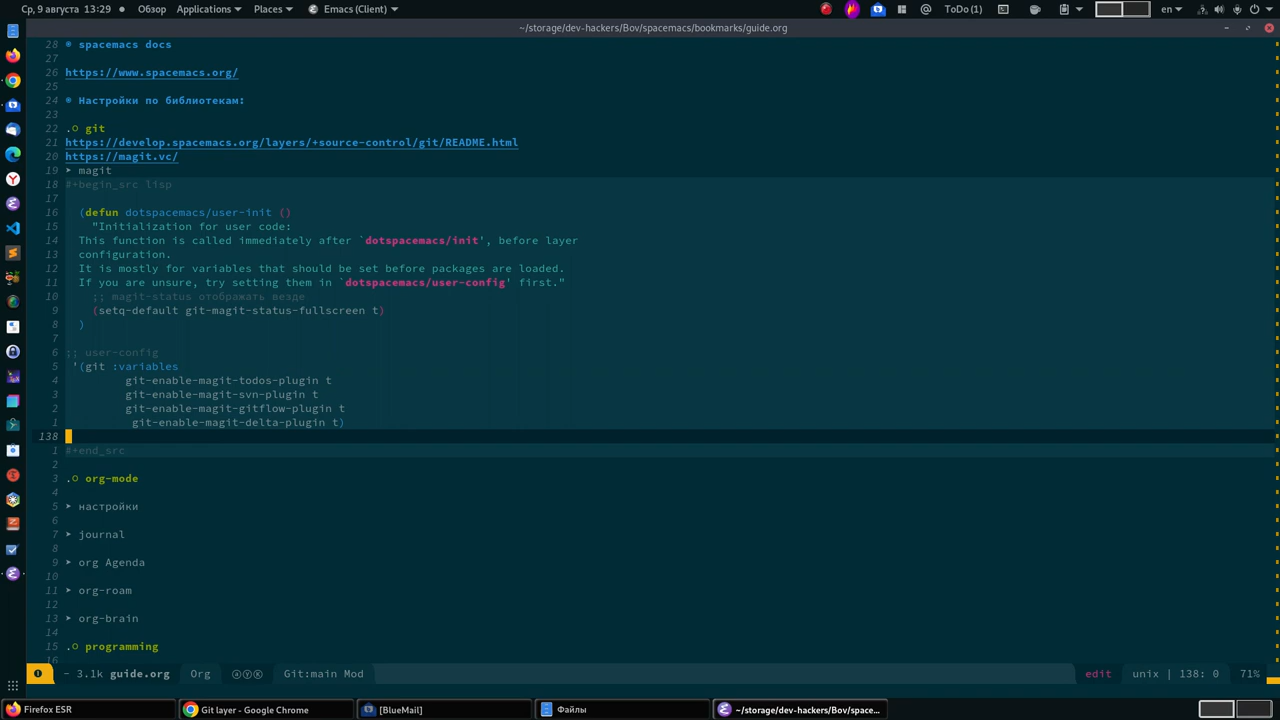 Ср, 9 августа 13:29 Обзор Applications Places Emacs (Client) ToDo (1) en
~/storage/dev-hackers/Bov/spacemacs/bookmarks/guide.org
28 spacemacs docs
27
26 https://www.spacemacs.org/
25
24 Настройки по библиотекам:
23
22 git
21 https://develop.spacemacs.org/layers/+source-control/git/README.html
20 https://magit.vc/
19 magit
18 #+begin_src lisp
17
16 (defun dotspacemacs/user-init ()
15 "Initialization for user code:
14 This function is called immediately after `dotspacemacs/init', before layer
13 configuration.
12 It is mostly for variables that should be set before packages are loaded.
11 If you are unsure, try setting them in `dotspacemacs/user-config' first."
10 ;; magit-status отображать везде
9 (setq-default git-magit-status-fullscreen t)
8 )
7
6 ;; user-config
5 '(git :variables
4 git-enable-magit-todos-plugin t
3 git-enable-magit-svn-plugin t
2 git-enable-magit-gitflow-plugin t
1 git-enable-magit-delta-plugin t)
138
1 #+end_src
2
3 org-mode
4
5 настройки
6
7 journal
8
9 org Agenda
10
11 org-roam
12
13 org-brain
14
15 programming
16
- 3.1k guide.org Org ⓐⓎⓀ Git:main Mod edit unix | 138: 0 71%
Firefox ESR Git layer - Google Chrome [BlueMail] Файлы ~/storage/dev-hackers/Bov/space...